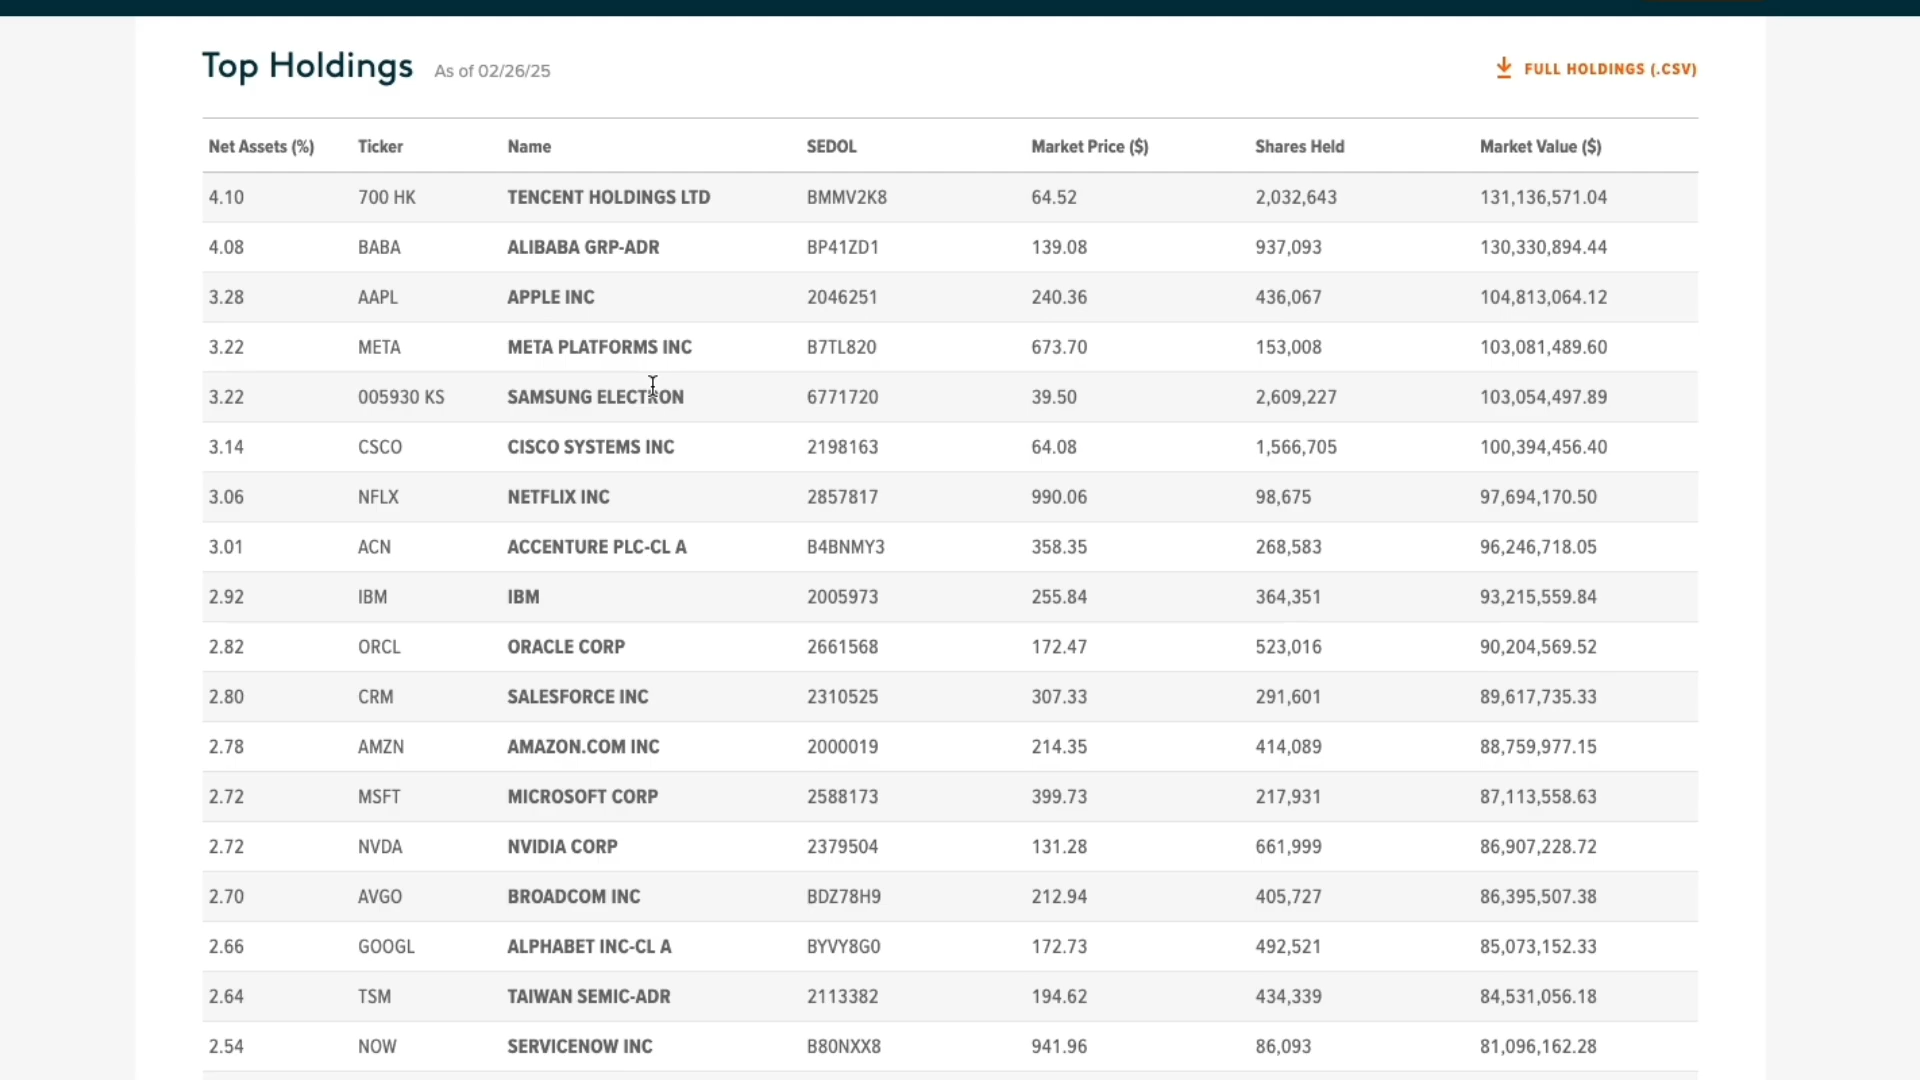 Top Holdings As of 02/26/25 FULL HOLDINGS (.CSV)
Net Assets (%) Ticker Name SEDOL Market Price ($) Shares Held Market Value ($)
4.10 700 HK TENCENT HOLDINGS LTD BMMV2K8 64.52 2,032,643 131,136,571.04
4.08 BABA ALIBABA GRP-ADR BP41ZD1 139.08 937,093 130,330,894.44
3.28 AAPL APPLE INC 2046251 240.36 436,067 104,813,064.12
3.22 META META PLATFORMS INC B7TL820 673.70 153,008 103,081,489.60
3.22 005930 KS SAMSUNG ELECTRON 6771720 39.50 2,609,227 103,054,497.89
3.14 CSCO CISCO SYSTEMS INC 2198163 64.08 1,566,705 100,394,456.40
3.06 NFLX NETFLIX INC 2857817 990.06 98,675 97,694,170.50
3.01 ACN ACCENTURE PLC-CL A B4BNMY3 358.35 268,583 96,246,718.05
2.92 IBM IBM 2005973 255.84 364,351 93,215,559.84
2.82 ORCL ORACLE CORP 2661568 172.47 523,016 90,204,569.52
2.80 CRM SALESFORCE INC 2310525 307.33 291,601 89,617,735.33
2.78 AMZN AMAZON.COM INC 2000019 214.35 414,089 88,759,977.15
2.72 MSFT MICROSOFT CORP 2588173 399.73 217,931 87,113,558.63
2.72 NVDA NVIDIA CORP 2379504 131.28 661,999 86,907,228.72
2.70 AVGO BROADCOM INC BDZ78H9 212.94 405,727 86,395,507.38
2.66 GOOGL ALPHABET INC-CL A BYVY8G0 172.73 492,521 85,073,152.33
2.64 TSM TAIWAN SEMIC-ADR 2113382 194.62 434,339 84,531,056.18
2.54 NOW SERVICENOW INC B80NXX8 941.96 86,093 81,096,162.28